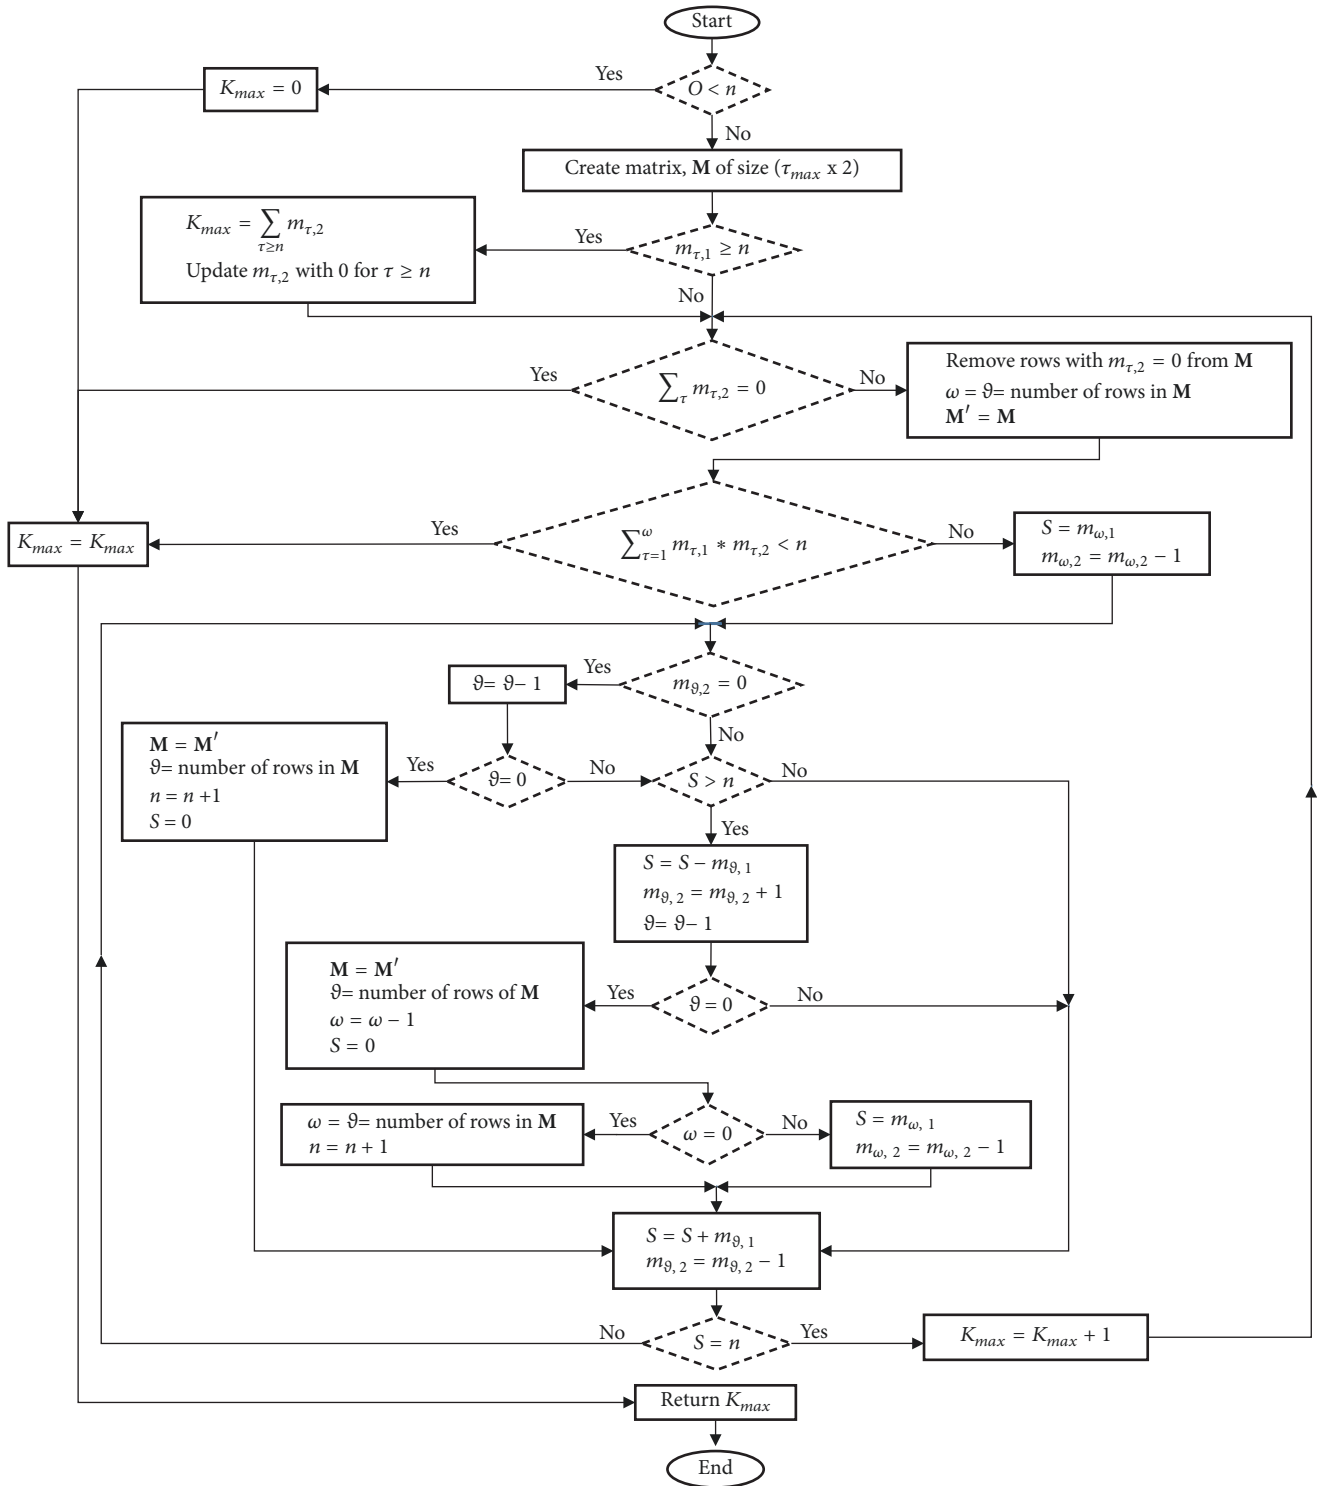 Start
Yes
K_max = 0
O < n
No
Create matrix, M of size (τ_max x 2)
K_max = ∑_{τ≥n} m_{τ,2}
Update m_{τ,2} with 0 for τ ≥ n
Yes
m_{τ,1} ≥ n
No
Yes
∑_τ m_{τ,2} = 0
No
Remove rows with m_{τ,2} = 0 from M
ω = ϑ= number of rows in M
M′ = M
K_max = K_max
Yes
∑_{τ=1}^{ω} m_{τ,1} ∗ m_{τ,2} < n
No
S = m_{ω,1}
m_{ω,2} = m_{ω,2} − 1
ϑ= ϑ− 1
Yes
m_{ϑ,2} = 0
No
M = M′
ϑ= number of rows in M
n = n +1
S = 0
Yes
ϑ= 0
No
S > n
No
Yes
S = S − m_{ϑ, 1}
m_{ϑ, 2} = m_{ϑ, 2} + 1
ϑ= ϑ− 1
M = M′
ϑ= number of rows of M
ω = ω − 1
S = 0
Yes
ϑ = 0
No
ω = ϑ= number of rows in M
n = n + 1
Yes
ω = 0
No
S = m_{ω, 1}
m_{ω, 2} = m_{ω, 2} − 1
S = S + m_{ϑ, 1}
m_{ϑ, 2} = m_{ϑ, 2} − 1
No
S = n
Yes
K_max = K_max + 1
Return K_max
End